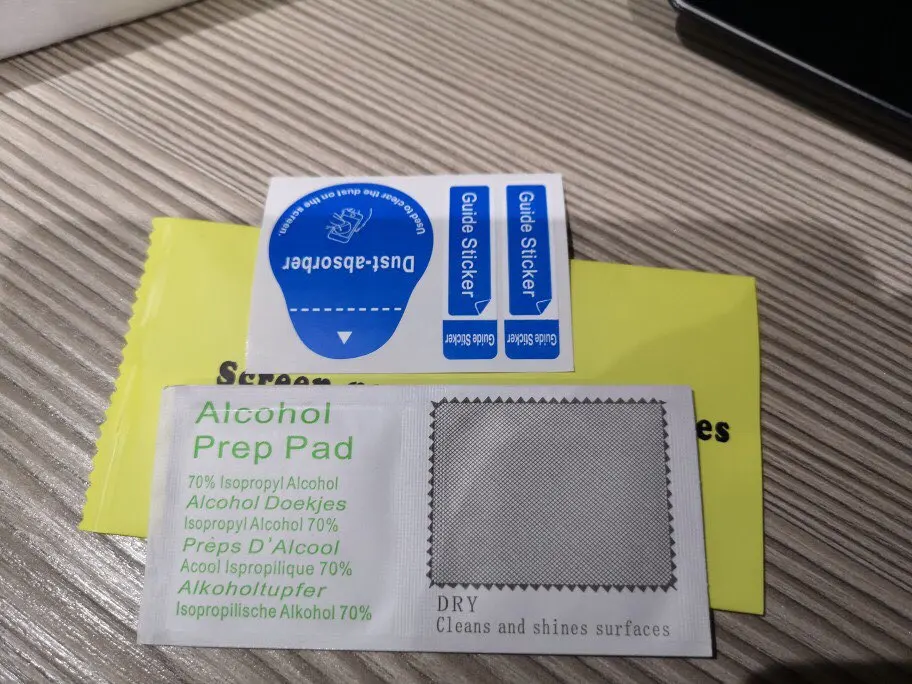 Used to clear the dust on the screen.
Dust-absorber
Guide Sticker
Guide Sticker
Guide Sticker
Guide Sticker
Screen
es
Alcohol
Prep Pad
70% Isopropyl Alcohol
Alcohol Doekjes
Isopropyl Alcohol 70%
Prêps D'Alcool
Acool Ispropilique 70%
Alkoholtupfer
Isopropilische Alkohol 70%
DRY
Cleans and shines surfaces